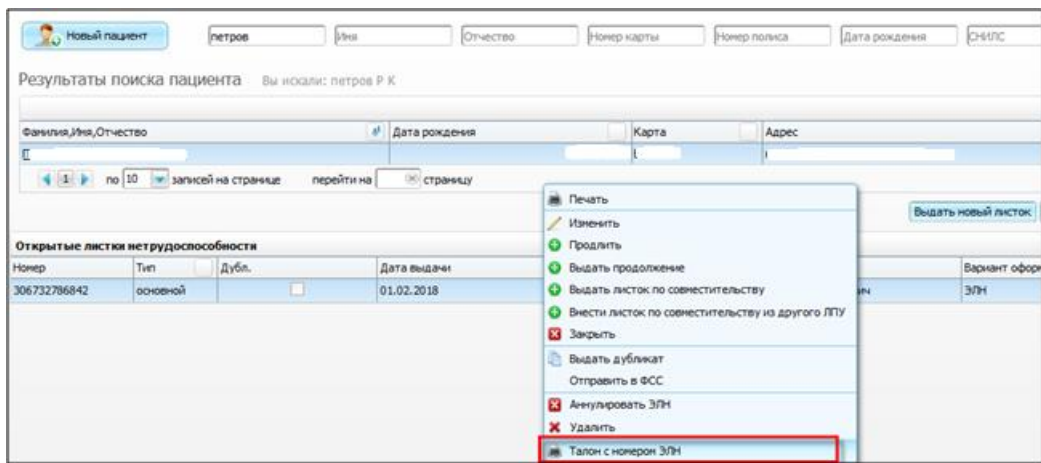 Новый пациент петров Имя Отчество Номер карты Номер полиса Дата рождения СНИЛС
Результаты поиска пациента Вы искали: петров Р К
Фамилия,Имя,Отчество Дата рождения Карта Адрес
1 по 10 записей на странице перейти на страницу
Печать
Выдать новый листок
Изменить
Открытые листки нетрудоспособности
Продлить
Номер Тип Дубл. Дата выдачи Выдать продолжение Вариант оформ
306732786842 основной 01.02.2018 Выдать листок по совместительству ич ЭЛН
Внести листок по совместительству из другого ЛПУ
Закрыть
Выдать дубликат
Отправить в ФСС
Аннулировать ЭЛН
Удалить
Талон с номером ЭЛН